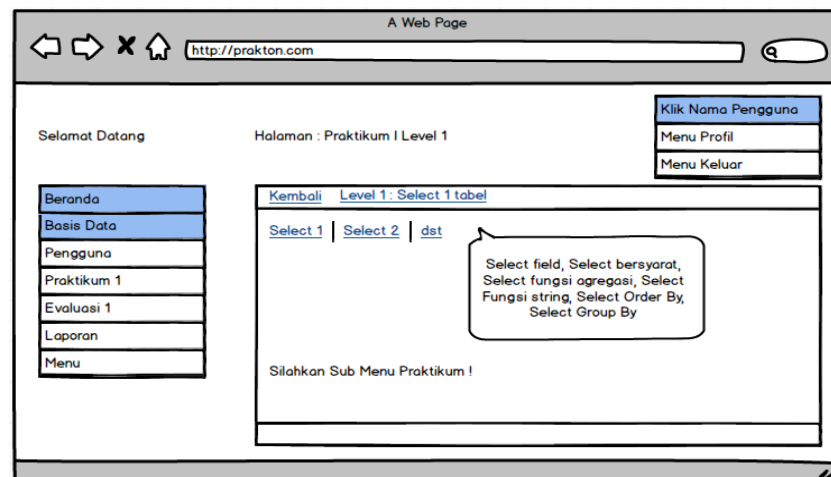 A Web Page
http://prakton.com
Klik Nama Pengguna
Selamat Datang
Halaman : Praktikum I Level 1
Menu Profil
Menu Keluar
Beranda
Basis Data
Pengguna
Praktikum 1
Evaluasi 1
Laporan
Menu
Kembali Level 1 : Select 1 tabel
Select 1 Select 2 dst
Select field, Select bersyarat,
Select fungsi agregasi, Select
Fungsi string, Select Order By,
Select Group By
Silahkan Sub Menu Praktikum !